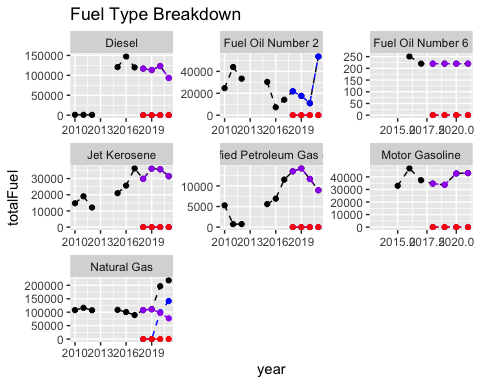 Fuel Type Breakdown
Diesel
Fuel Oil Number 2
Fuel Oil Number 6
150000
100000
50000
0
2010 2013 2016 2019
40000
20000
0
2010 2013 2016 2019
250
200
150
100
50
0
2015.0 2017.5 2020.0
Jet Kerosene
fied Petroleum Gas
Motor Gasoline
30000
20000
10000
0
2010 2013 2016 2019
10000
5000
0
2010 2013 2016 2019
40000
30000
20000
10000
0
2015.0 2017.5 2020.0
Natural Gas
200000
150000
100000
50000
0
2010 2013 2016 2019
totalFuel
year